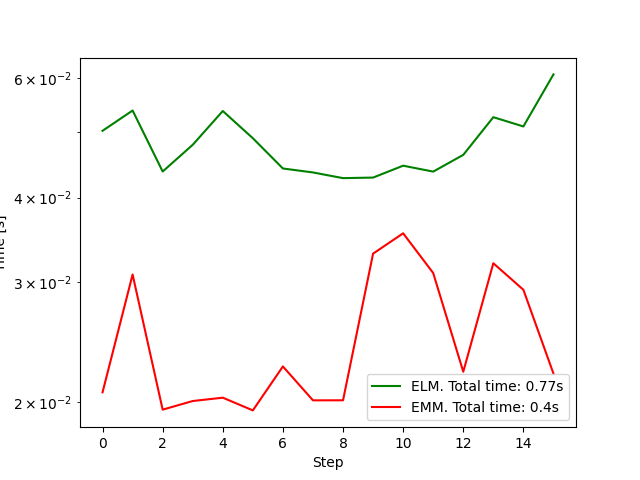 6 × 10⁻²
4 × 10⁻²
3 × 10⁻²
2 × 10⁻²
Time [s]
0 2 4 6 8 10 12 14
Step
ELM. Total time: 0.77s
EMM. Total time: 0.4s